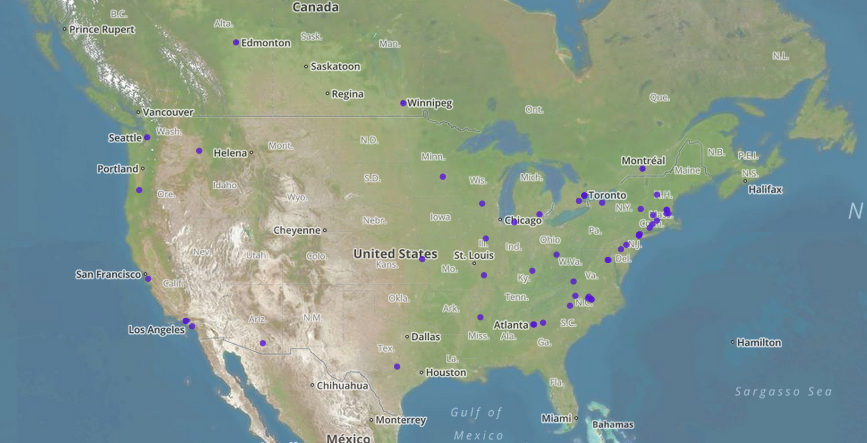 Canada
B.C.
Alta.
Prince Rupert
Edmonton
Sask.
Man.
N.L.
Saskatoon
Regina
Winnipeg
Que.
Ont.
Vancouver
Seattle
Wash.
N.D.
Montréal
N.B.
P.E.I.
Helena
Mont.
Minn.
Maine
Portland
N.S.
S.D.
Wis.
Mich.
Halifax
Ore.
Idaho
Toronto
Wyo.
N.Y.
N
Iowa
Nebr.
Chicago
Cheyenne
Pa.
Ohio
N.J.
Ill.
Ind.
Nev.
Utah
Colo.
United States
St. Louis
Del.
W.Va.
Kans.
Mo.
San Francisco
Calif.
Ky.
Va.
Okla.
Tenn.
N.C.
Ark.
Ariz.
N.M.
Los Angeles
Atlanta
S.C.
Miss.
Ala.
Ga.
Dallas
Hamilton
Tex.
La.
Houston
Chihuahua
Fla.
Sargasso Sea
Gulf of
Mexico
Monterrey
Miami
Bahamas
México